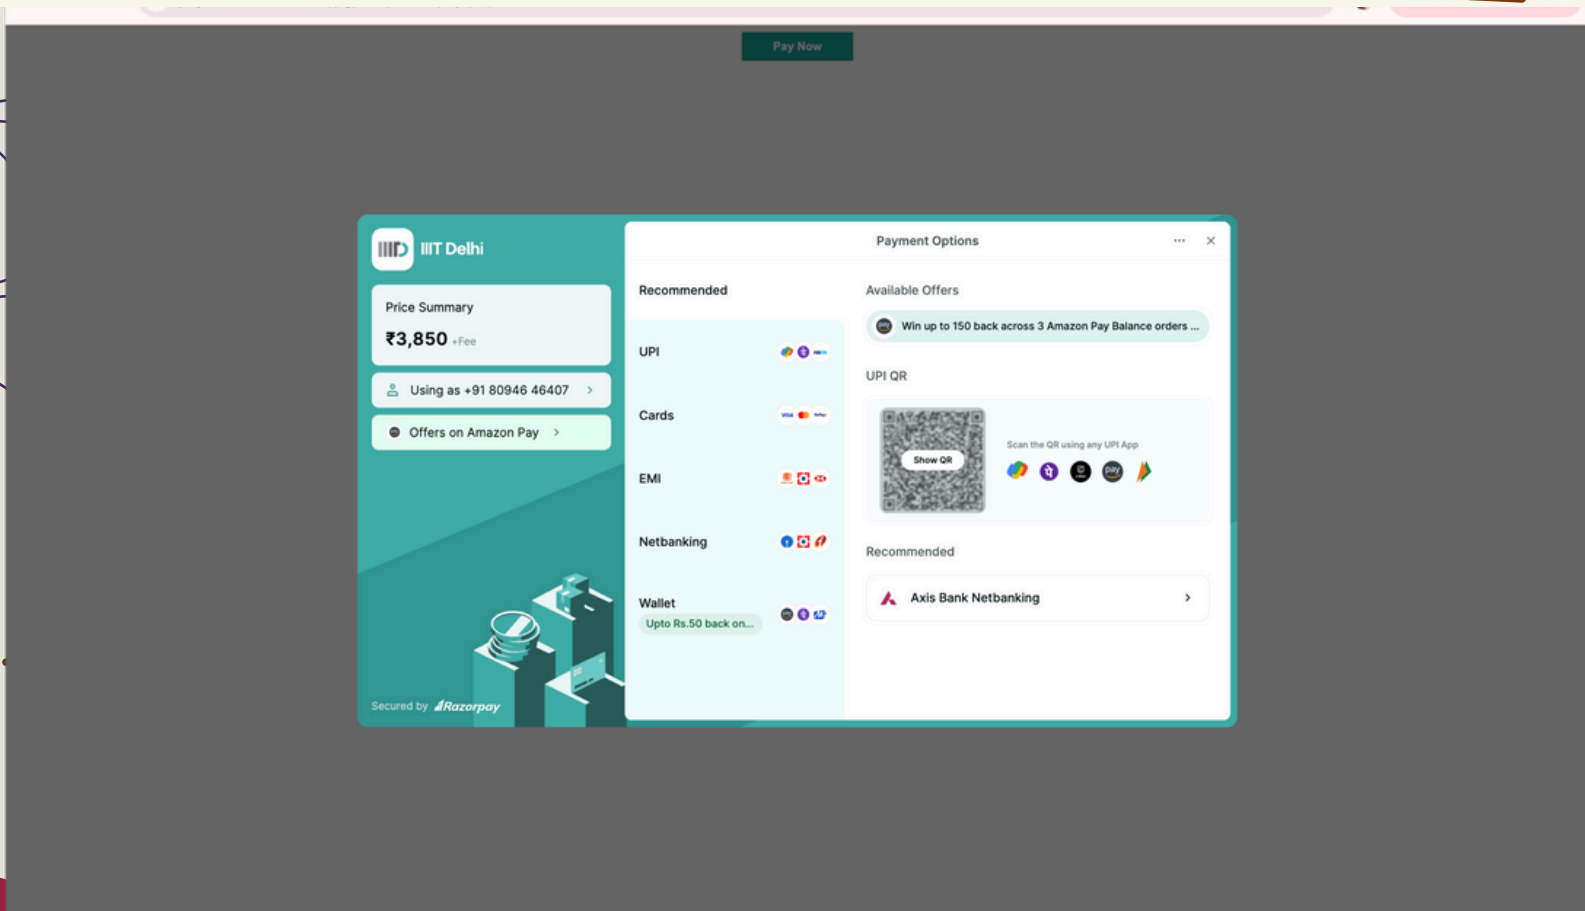 Pay Now
IIIT Delhi
Price Summary
₹3,850 +Fee
Using as +91 80946 46407
Offers on Amazon Pay
Secured by Razorpay
Payment Options
Recommended
UPI
Cards
EMI
Netbanking
Wallet
Upto Rs.50 back on...
Available Offers
Win up to 150 back across 3 Amazon Pay Balance orders ...
UPI QR
Show QR
Scan the QR using any UPI App
pay
Recommended
Axis Bank Netbanking